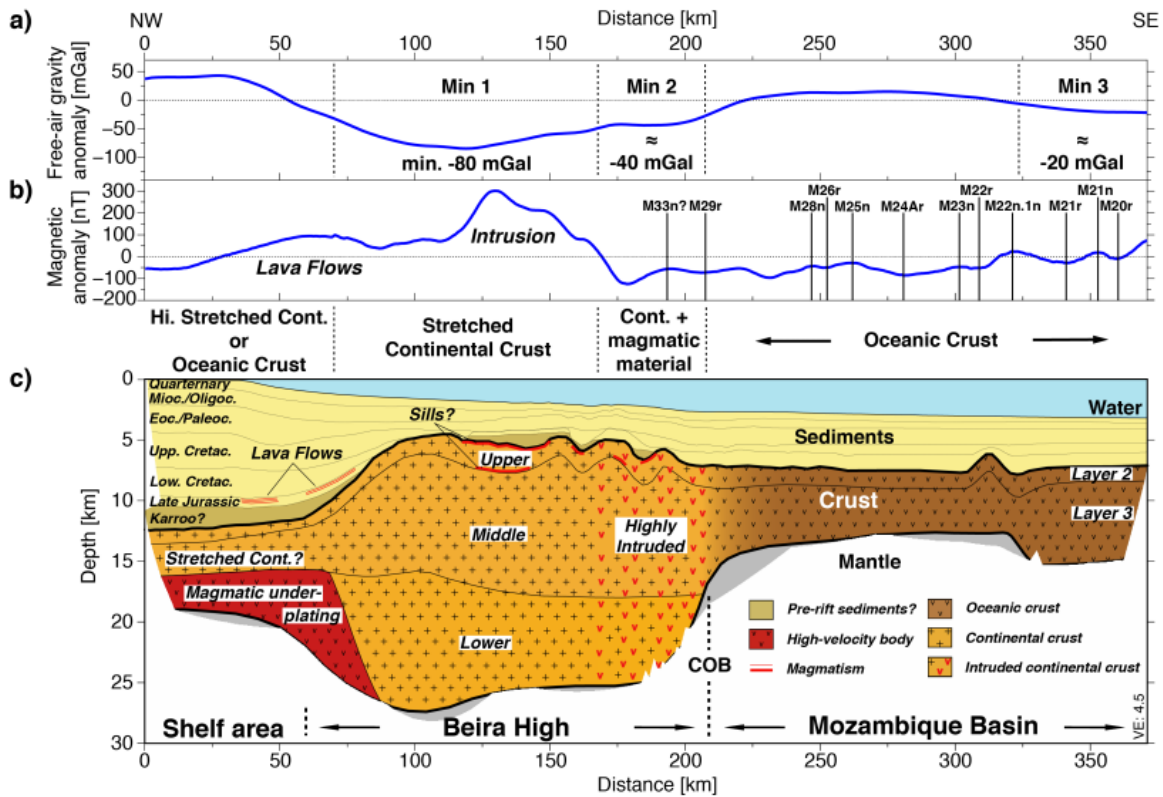 a)
NW
Distance [km]
SE
0 50 100 150 200 250 300 350
Free-air gravity
anomaly [mGal]
50
0
−50
−100
Min 1
Min 2
Min 3
min. -80 mGal
≈
-40 mGal
≈
-20 mGal
b)
Magnetic
anomaly [nT]
300
200
100
0
−100
−200
Lava Flows
Intrusion
M33n? M29r
M28n
M26r
M25n
M24Ar
M23n
M22r
M22n.1n
M21r
M21n
M20r
Hi. Stretched Cont.
or
Oceanic Crust
Stretched
Continental Crust
Cont. +
magmatic
material
Oceanic Crust
c)
Depth [km]
0
5
10
15
20
25
30
Quarternary
Mioc./Oligoc.
Eoc./Paleoc.
Upp. Cretac.
Low. Cretac.
Late Jurassic
Karroo?
Lava Flows
Sills?
Water
Sediments
Upper
Layer 2
Crust
Layer 3
Middle
Highly
Intruded
Mantle
Stretched Cont.?
Magmatic under-
plating
Lower
COB
Pre-rift sediments?
High-velocity body
Magmatism
Oceanic crust
Continental crust
Intruded continental crust
VE: 4.5
Shelf area
Beira High
Mozambique Basin
0 50 100 150 200 250 300 350
Distance [km]